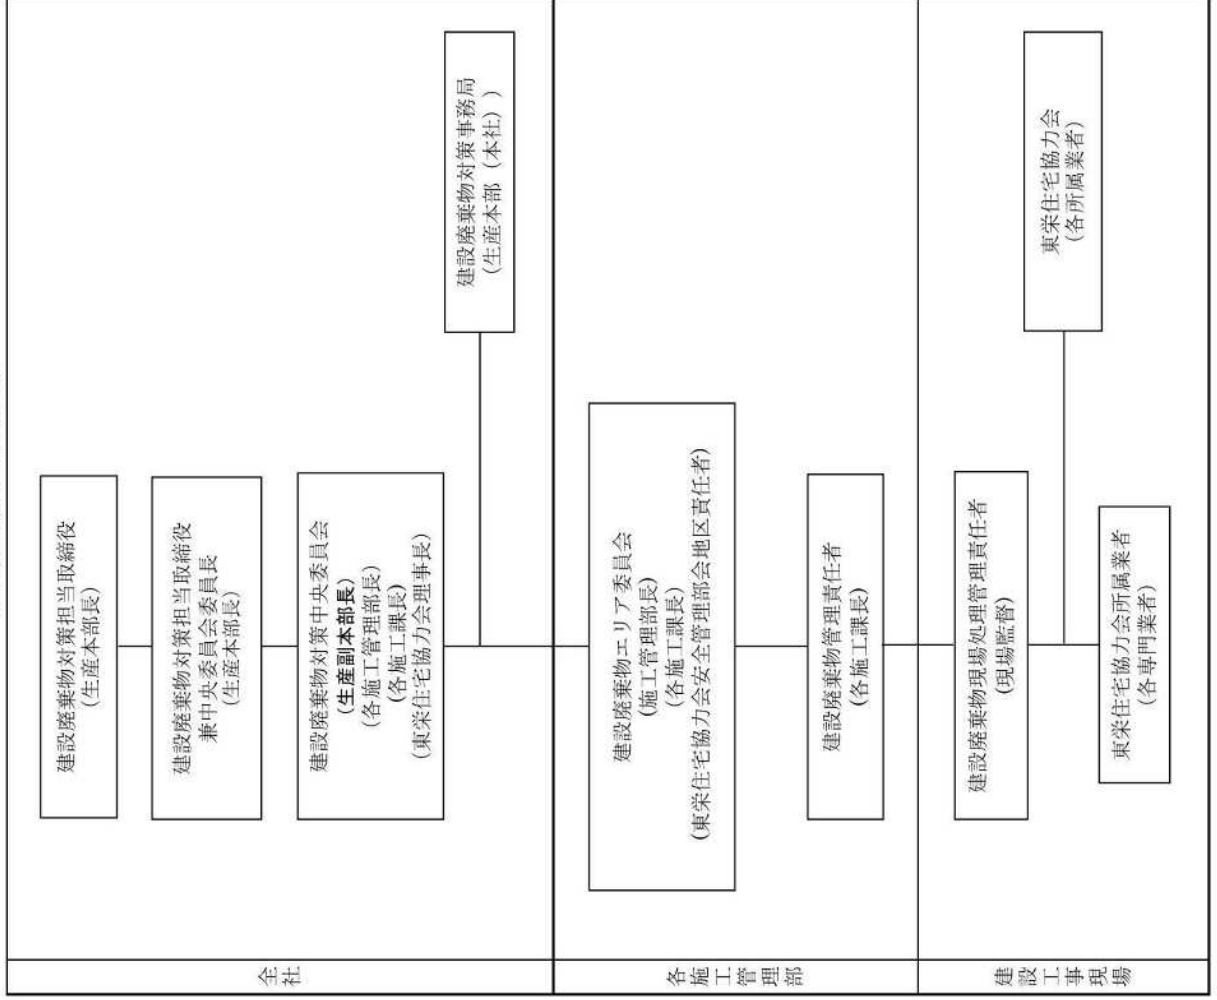 全社
建設廃棄物対策担当取締役
(生産本部長)
建設廃棄物対策担当取締役
兼中央委員会委員長
(生産本部長)
建設廃棄物対策中央委員会
(生産副本部長)
(各施工管理部長)
(各施工課長)
(東栄住宅協力会理事長)
建設廃棄物対策事務局
(生産本部（本社）)
各施工管理部
建設廃棄物エリア委員会
(施工管理部長)
(各施工課長)
(東栄住宅協力会安全管理部会地区責任者)
建設廃棄物管理責任者
(各施工課長)
建設工事現場
建設廃棄物現場処理管理責任者
(現場監督)
東栄住宅協力会
(各所属業者)
東栄住宅協力会所属業者
(各専門業者)